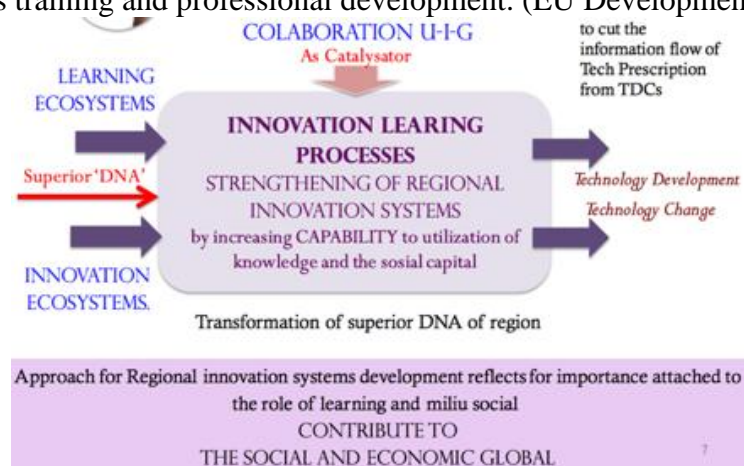 s training and professional development. (EU Developmen
COLABORATION U-I-G
As Catalysator
to cut the
information flow of
Tech Prescription
from TDCs
LEARNING
ECOSYSTEMS
INNOVATION LEARING
PROCESSES
STRENGTHENING OF REGIONAL
INNOVATION SYSTEMS
by increasing CAPABILITY to utilization of
knowledge and the sosial capital
Superior 'DNA'
Technology Development
Technology Change
INNOVATION
ECOSYSTEMS.
Transformation of superior DNA of region
Approach for Regional innovation systems development reflects for importance attached to
the role of learning and miliu social
CONTRIBUTE TO
THE SOCIAL AND ECONOMIC GLOBAL
7